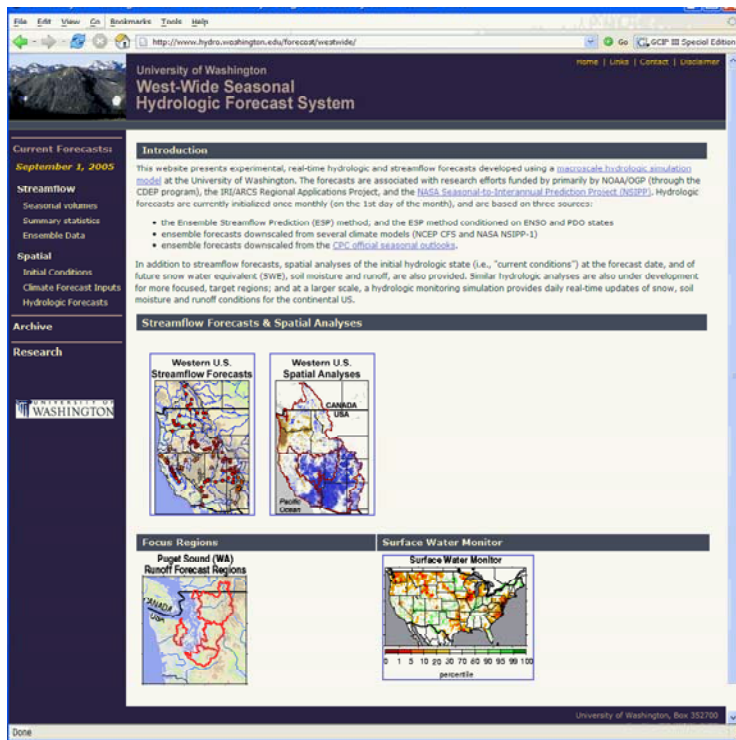 File Edit View Go Bookmarks Tools Help
http://www.hydro.washington.edu/forecast/westwide/
Go
GCIP III Special Edition
Home | Links | Contact | Disclaimer
University of Washington
West-Wide Seasonal
Hydrologic Forecast System
Current Forecasts:
September 1, 2005
Streamflow
Seasonal volumes
Summary statistics
Ensemble Data
Spatial
Initial Conditions
Climate Forecast Inputs
Hydrologic Forecasts
Archive
Research
UNIVERSITY OF
WASHINGTON
Introduction
This website presents experimental, real-time hydrologic and streamflow forecasts developed using a macroscale hydrologic simulation
model at the University of Washington. The forecasts are associated with research efforts funded by primarily by NOAA/OGP (through the
CDEP program), the IRI/ARCS Regional Applications Project, and the NASA Seasonal-to-Interannual Prediction Project (NSIPP). Hydrologic
forecasts are currently initialized once monthly (on the 1st day of the month), and are based on three sources:
• the Ensemble Streamflow Prediction (ESP) method, and the ESP method conditioned on ENSO and PDO states
• ensemble forecasts downscaled from several climate models (NCEP CFS and NASA NSIPP-1)
• ensemble forecasts downscaled from the CPC official seasonal outlooks.
In addition to streamflow forecasts, spatial analyses of the initial hydrologic state (i.e., "current conditions") at the forecast date, and of
future snow water equivalent (SWE), soil moisture and runoff, are also provided. Similar hydrologic analyses are also under development
for more focused, target regions; and at a larger scale, a hydrologic monitoring simulation provides daily real-time updates of snow, soil
moisture and runoff conditions for the continental US.
Streamflow Forecasts & Spatial Analyses
Western U.S.
Streamflow Forecasts
Western U.S.
Spatial Analyses
CANADA
USA
Pacific
Ocean
Focus Regions
Puget Sound (WA)
Runoff Forecast Regions
CANADA
USA
Surface Water Monitor
Surface Water Monitor
0 1 5 10 20 30 70 80 90 95 99 100
percentile
University of Washington, Box 352700
Done